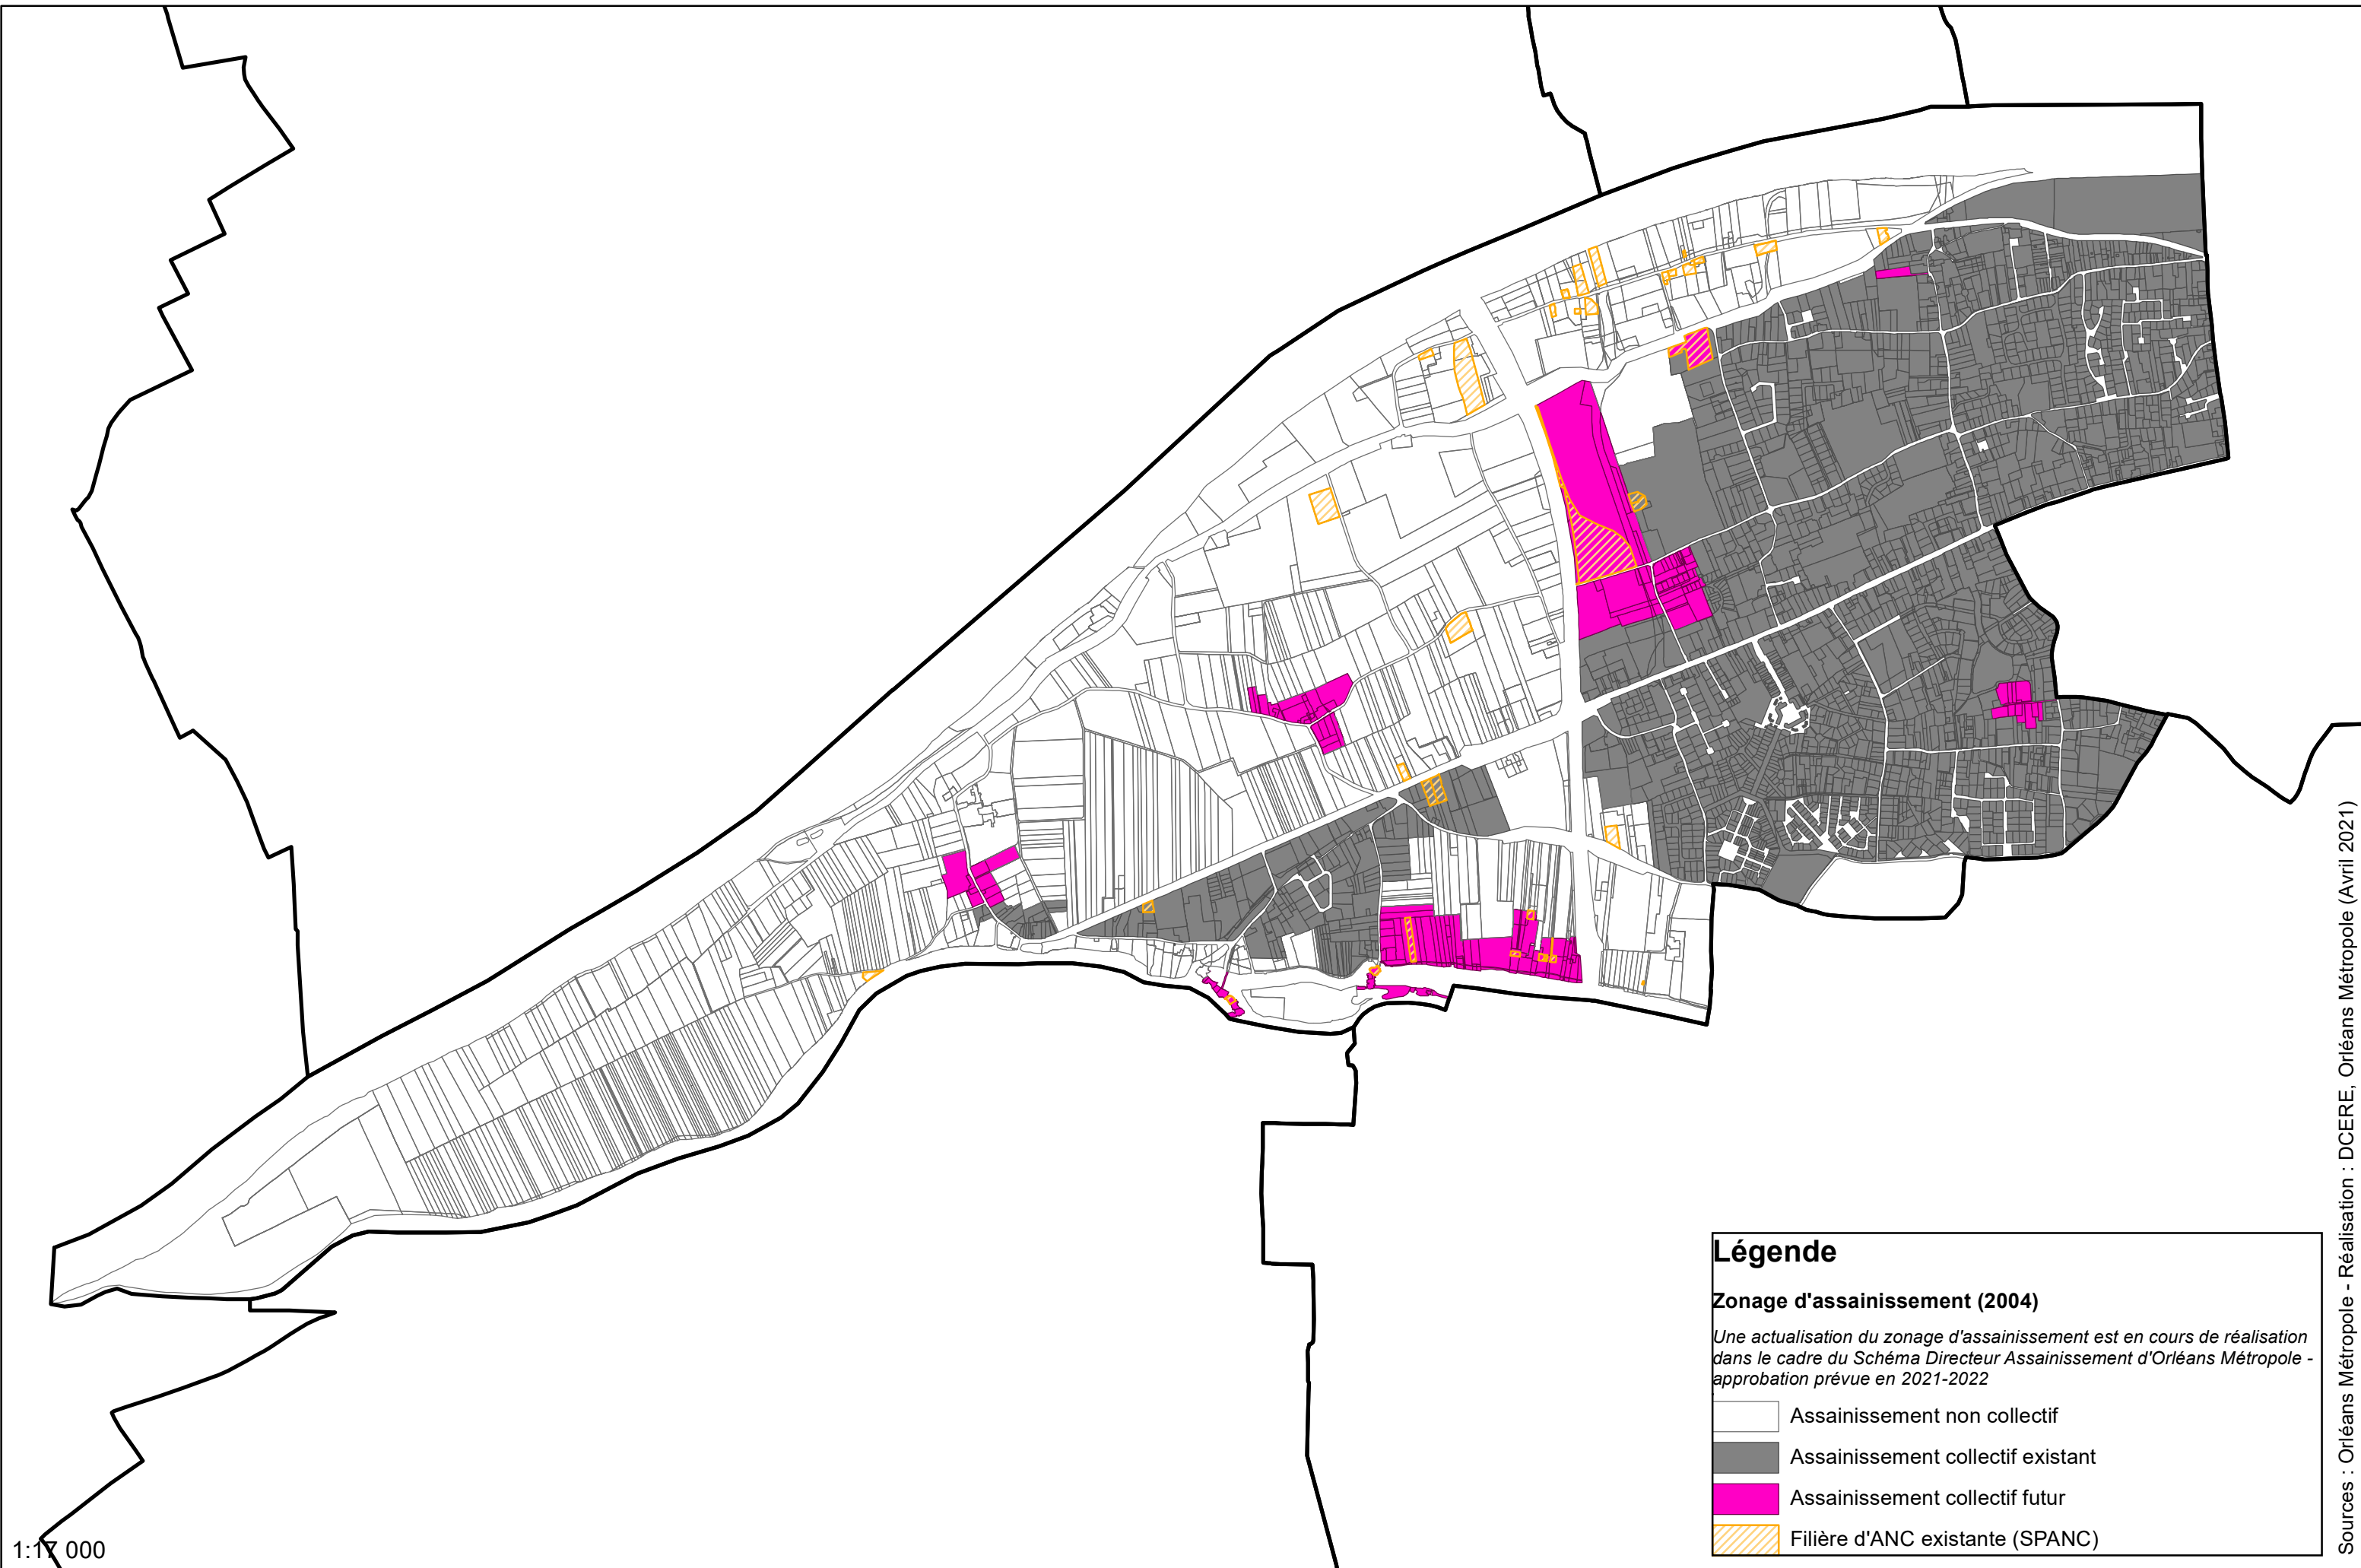 Légende
Zonage d'assainissement (2004)
Une actualisation du zonage d'assainissement est en cours de réalisation
dans le cadre du Schéma Directeur Assainissement d'Orléans Métropole -
approbation prévue en 2021-2022
Assainissement non collectif
Assainissement collectif existant
Assainissement collectif futur
Filière d'ANC existante (SPANC)
1:17 000
Sources : Orléans Métropole - Réalisation : DCERE, Orléans Métropole (Avril 2021)